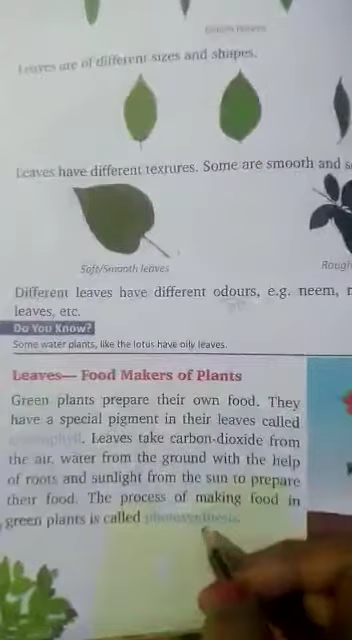 Leaves are of different sizes and shapes.
Leaves have different textures. Some are smooth and
Soft/Smooth leaves
Rough
Different leaves have different odours, e.g. neem,
leaves, etc.
Do You Know?
Some water plants, like the lotus have oily leaves.
Leaves— Food Makers of Plants
Green plants prepare their own food. They
have a special pigment in their leaves called
chlorophyll. Leaves take carbon-dioxide from
the air, water from the ground with the help
of roots and sunlight from the sun to prepare
their food. The process of making food in
green plants is called photosynthesis.